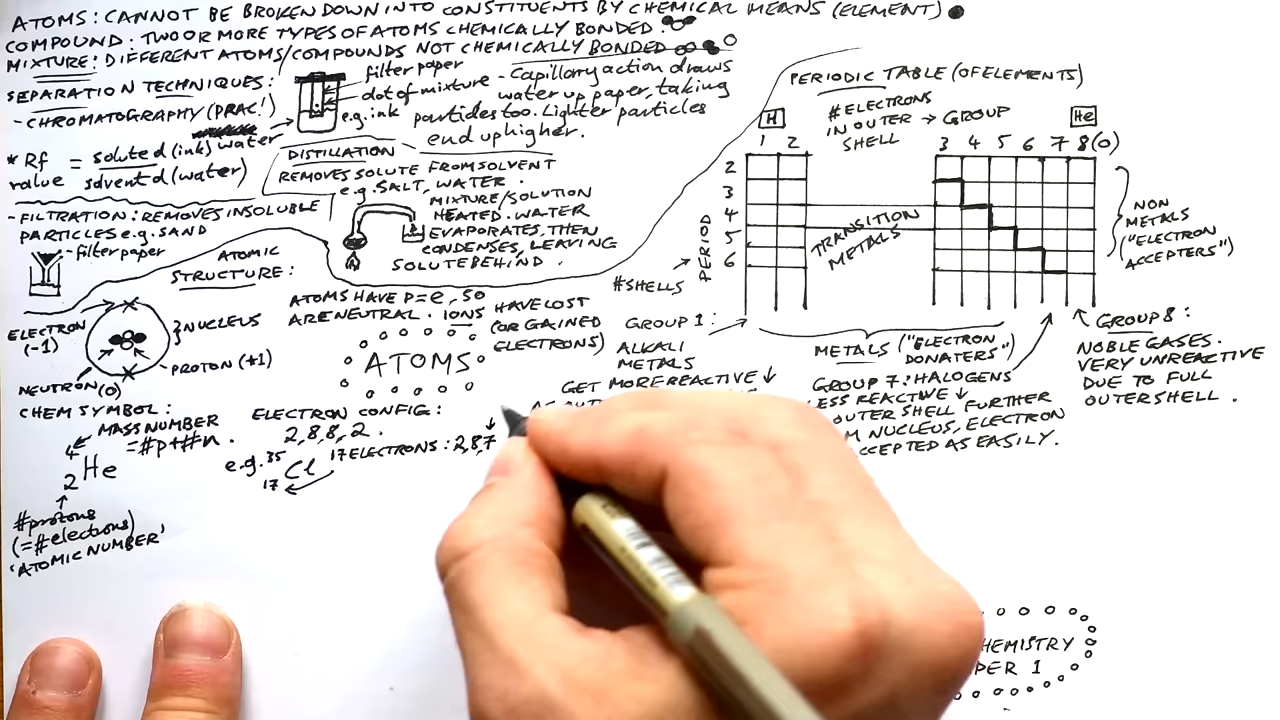 ATOMS: CANNOT BE BROKEN DOWN INTO CONSTITUENTS BY CHEMICAL MEANS (ELEMENT)
COMPOUND: TWO OR MORE TYPES OF ATOMS CHEMICALLY BONDED.
MIXTURE: DIFFERENT ATOMS/COMPOUNDS NOT CHEMICALLY BONDED
SEPARATION TECHNIQUES:
- CHROMATOGRAPHY (PRAC!)
filter paper
dot of mixture
e.g. ink
water
- Capillary action draws
water up paper, taking
particles too. Lighter particles
end up higher.
* Rf value = solute d (ink) / solvent d (water)
DISTILLATION
REMOVES SOLUTE FROM SOLVENT
e.g. SALT, WATER.
MIXTURE/SOLUTION
HEATED. WATER
EVAPORATES, THEN
CONDENSES, LEAVING
SOLUTE BEHIND.
- FILTRATION: REMOVES INSOLUBLE
PARTICLES e.g. SAND
- filter paper
ATOMIC
STRUCTURE:
ELECTRON
(-1)
NUCLEUS
PROTON (+1)
NEUTRON (0)
ATOMS HAVE P=e, SO
ARE NEUTRAL. IONS
HAVE LOST
(OR GAINED
ELECTRONS)
ATOMS
CHEM SYMBOL:
MASS NUMBER
= #p+#n.
4
2 He
#protons
(=#electrons)
'ATOMIC NUMBER'
ELECTRON CONFIG:
2,8,8,2.
e.g. 35
17 Cl
17 ELECTRONS: 2,8,7
PERIODIC TABLE (OF ELEMENTS)
#ELECTRONS
IN OUTER → GROUP
SHELL
H
He
1 2
3 4 5 6 7 8(0)
2
3
4
5
6
PERIOD
#SHELLS
TRANSITION
METALS
NON
METALS
("ELECTRON
ACCEPTERS")
METALS ("ELECTRON
DONATERS")
GROUP 1:
ALKALI
METALS
GET MORE REACTIVE ↓
GROUP 7: HALOGENS
LESS REACTIVE ↓
OUTER SHELL FURTHER
NUCLEUS, ELECTRON
AS EASILY.
GROUP 8:
NOBLE GASES.
VERY UNREACTIVE
DUE TO FULL
OUTER SHELL.
HEMISTRY
PER 1